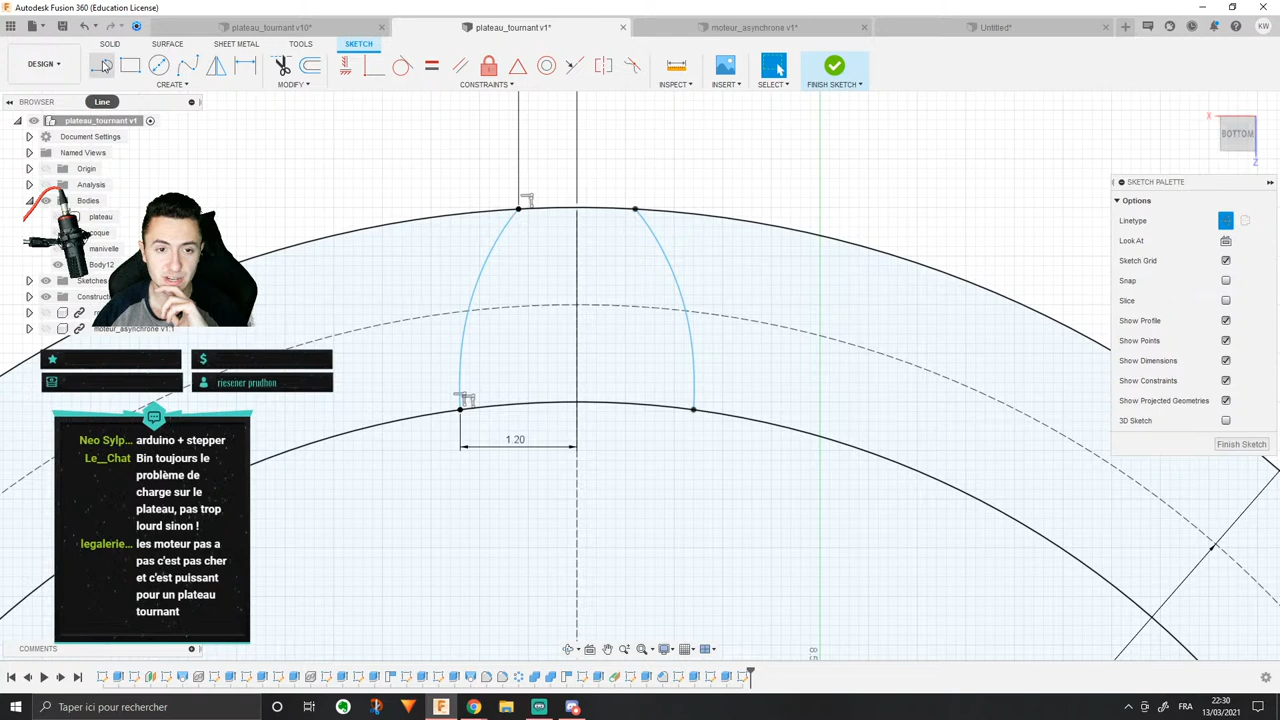 Autodesk Fusion 360 (Education License)
plateau_tournant v10*
plateau_tournant v1*
moteur_asynchrone v1*
Untitled*
KW
SOLID
SURFACE
SHEET METAL
TOOLS
SKETCH
DESIGN
CREATE
MODIFY
CONSTRAINTS
INSPECT
INSERT
SELECT
FINISH SKETCH
BROWSER
Line
plateau_tournant v1
Document Settings
Named Views
Origin
Analysis
Bodies
plateau
coque
manivelle
Body12
Sketches
Constru
moteur_asynchrone v1:1
X
BOTTOM
Z
SKETCH PALETTE
Options
Linetype
Look At
Sketch Grid
Snap
Slice
Show Profile
Show Points
Show Dimensions
Show Constraints
Show Projected Geometries
3D Sketch
Finish Sketch
1.20
$
riesener prudhon
Neo Sylp... arduino + stepper
Le__Chat Bin toujours le
problème de
charge sur le
plateau, pas trop
lourd sinon !
legalerie... les moteur pas a
pas c'est pas cher
et c'est puissant
pour un plateau
tournant
COMMENTS
Taper ici pour rechercher
FRA
22:30
13/03/2021